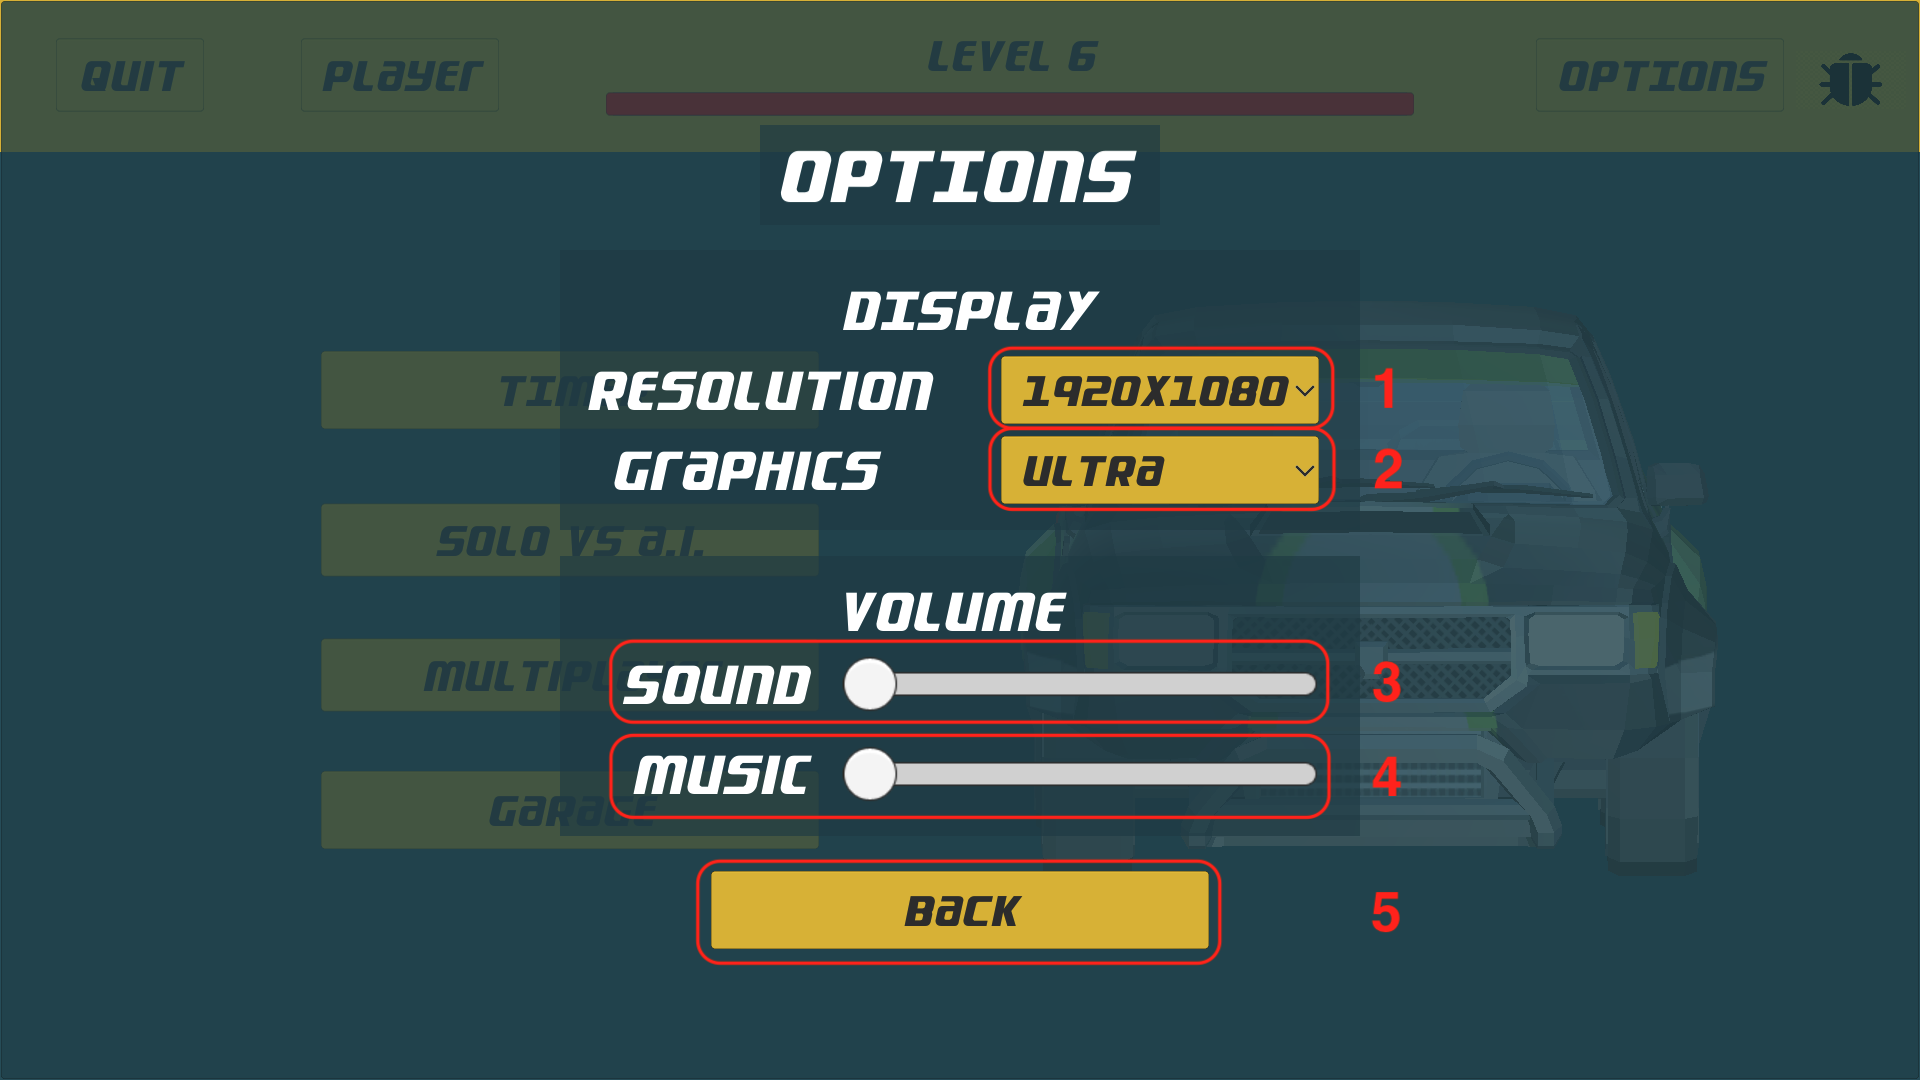 QUIT PLAYER LEVEL 6 OPTIONS
OPTIONS
DISPLAY
RESOLUTION 1920X1080 1
GRAPHICS ULTRA 2
SOLO VS A.I.
VOLUME
SOUND 3
MUSIC 4
GARAGE
BACK 5